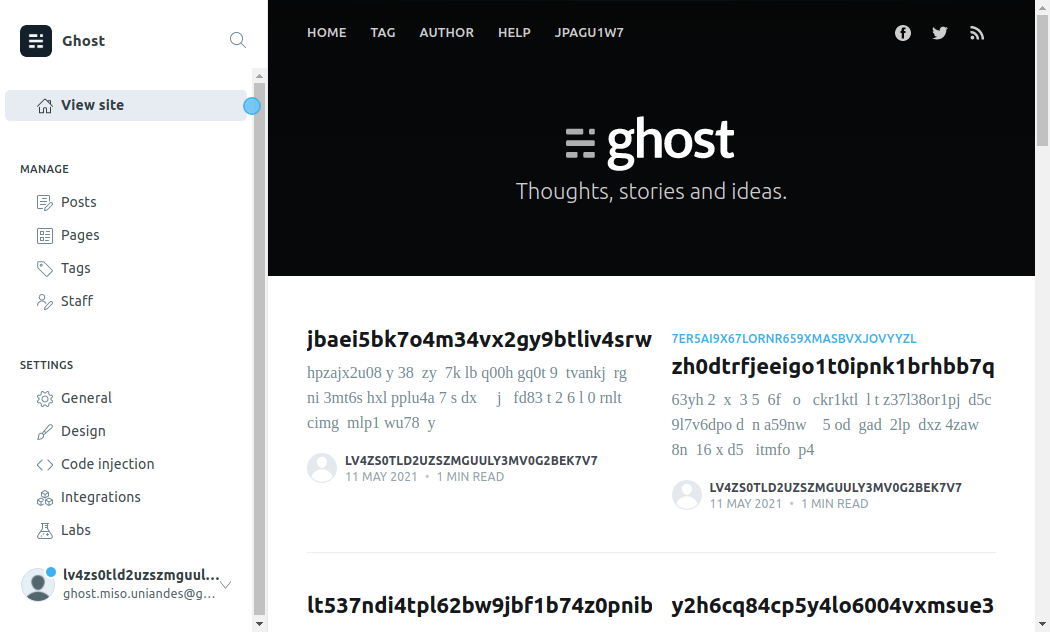 Ghost
View site
MANAGE
Posts
Pages
Tags
Staff
SETTINGS
General
Design
Code injection
Integrations
Labs
lv4zs0tld2uzszmguul...
ghost.miso.uniandes@g...
HOME TAG AUTHOR HELP JPAGU1W7
ghost
Thoughts, stories and ideas.
jbaei5bk7o4m34vx2gy9btliv4srw
hpzajx2u08 y 38 zy 7k lb q00h gq0t 9 tvankj rg
ni 3mt6s hxl pplu4a 7 s dx j fd83 t 2 6 l 0 rnlt
cimg mlp1 wu78 y
LV4ZS0TLD2UZSZMGUULY3MV0G2BEK7V7
11 MAY 2021 • 1 MIN READ
7ER5AI9X67LORNR659XMASBVXJOVYYZL
zh0dtrfjeeigo1t0ipnk1brhbb7q
63yh 2 x 3 5 6f o ckr1ktl l t z37l38or1pj d5c
9l7v6dpo d n a59nw 5 od gad 2lp dxz 4zaw
8n 16 x d5 itmfo p4
LV4ZS0TLD2UZSZMGUULY3MV0G2BEK7V7
11 MAY 2021 • 1 MIN READ
lt537ndi4tpl62bw9jbf1b74z0pnib
y2h6cq84cp5y4lo6004vxmsue3